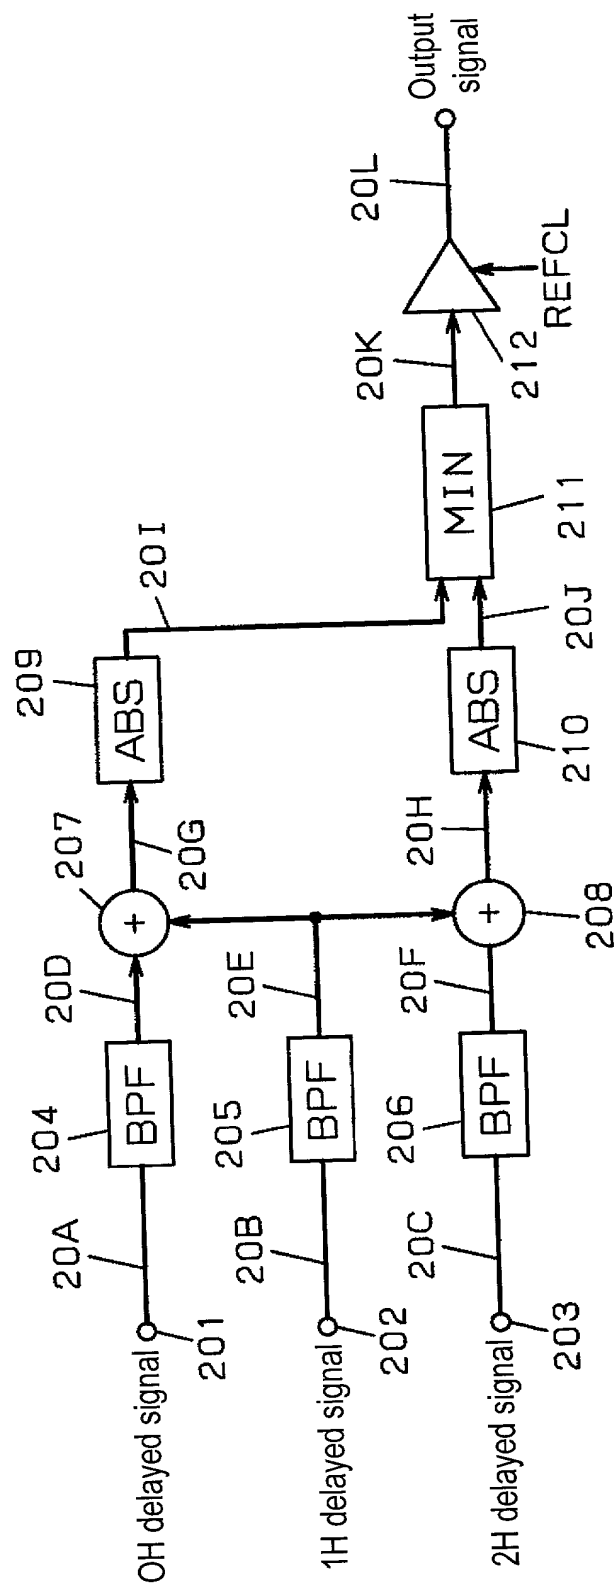 OH delayed signal
201
20A
204
BPF
20D
207
+
20G
209
ABS
20I
1H delayed signal
202
20B
205
BPF
20E
2H delayed signal
203
20C
206
BPF
20F
208
+
20H
210
ABS
20J
211
MIN
20K
212
REFCL
20L
Output
signal